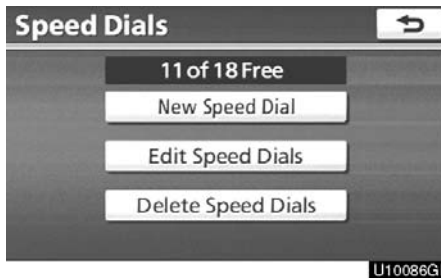 Speed Dials
11 of 18 Free
New Speed Dial
Edit Speed Dials
Delete Speed Dials
U10086G